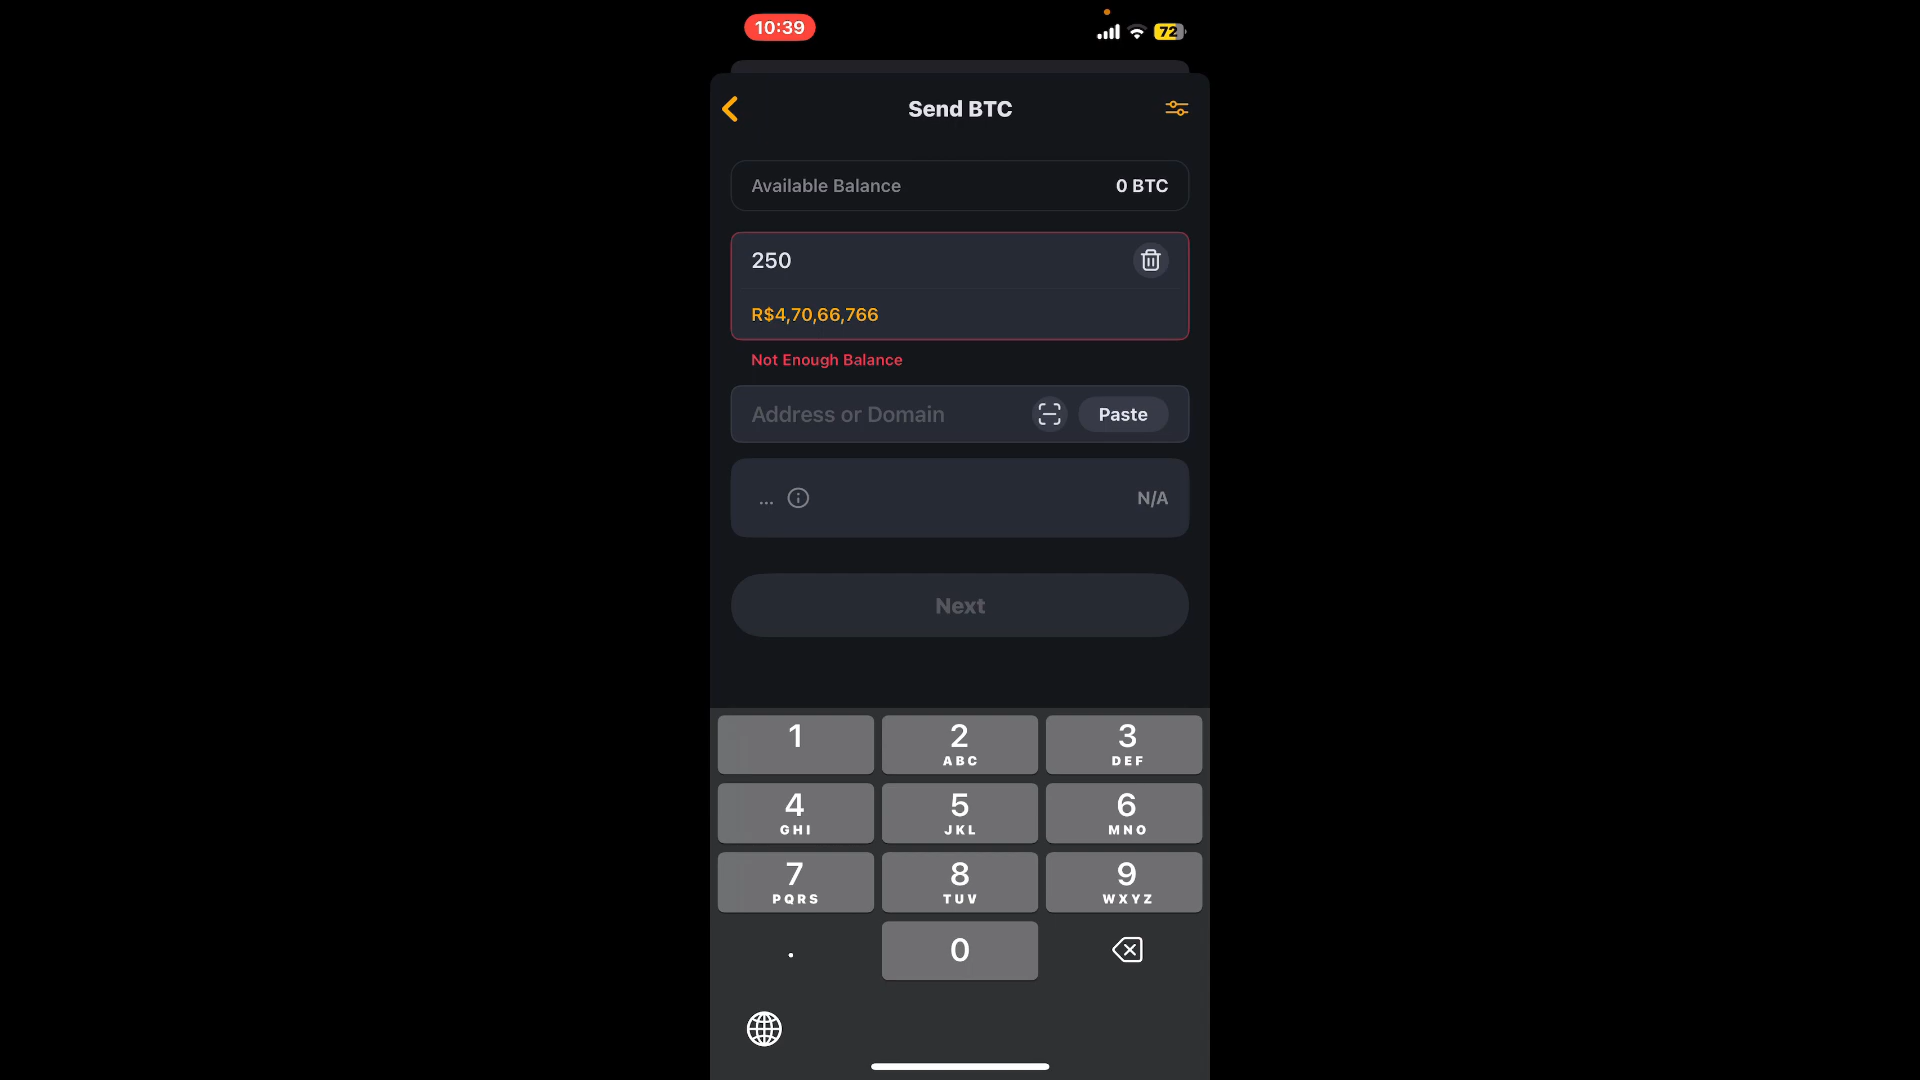 10:39
72
Send BTC
Available Balance 0 BTC
250
R$4,70,66,766
Not Enough Balance
Address or Domain Paste
... N/A
Next
1 2 3
ABC DEF
4 5 6
GHI JKL MNO
7 8 9
PQRS TUV WXYZ
. 0